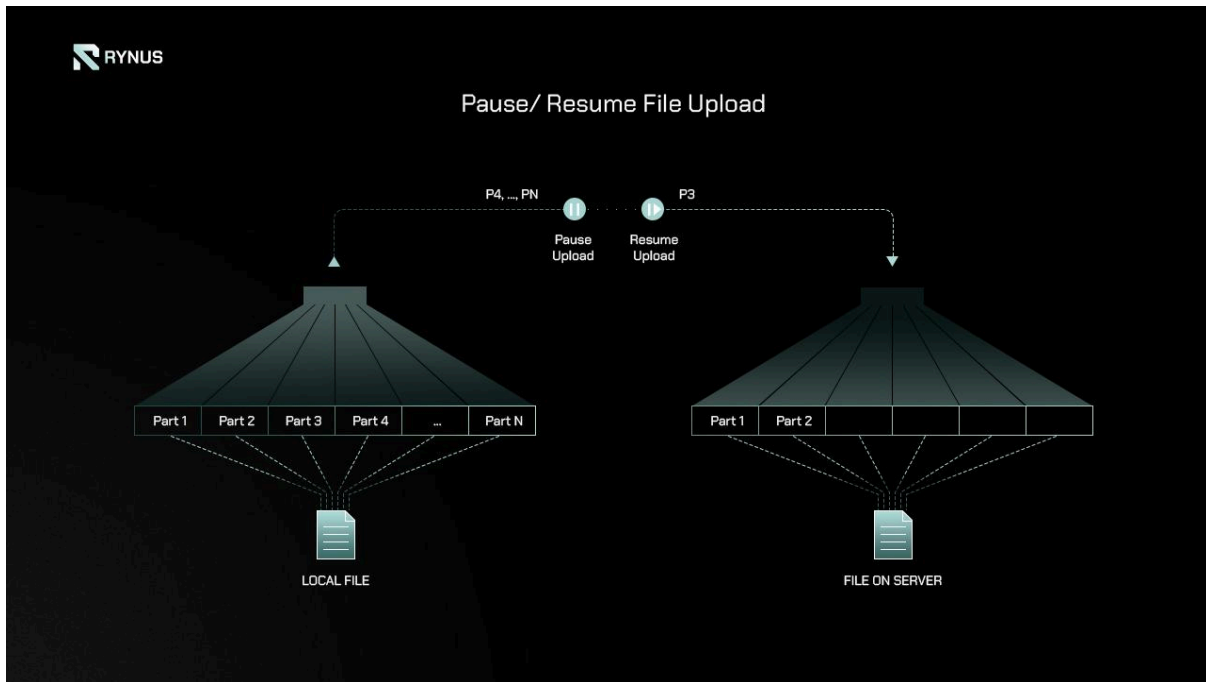 RYNUS
Pause/ Resume File Upload
P4, ..., PN
P3
Pause
Upload
Resume
Upload
Part 1 Part 2 Part 3 Part 4 ... Part N
Part 1 Part 2
LOCAL FILE
FILE ON SERVER